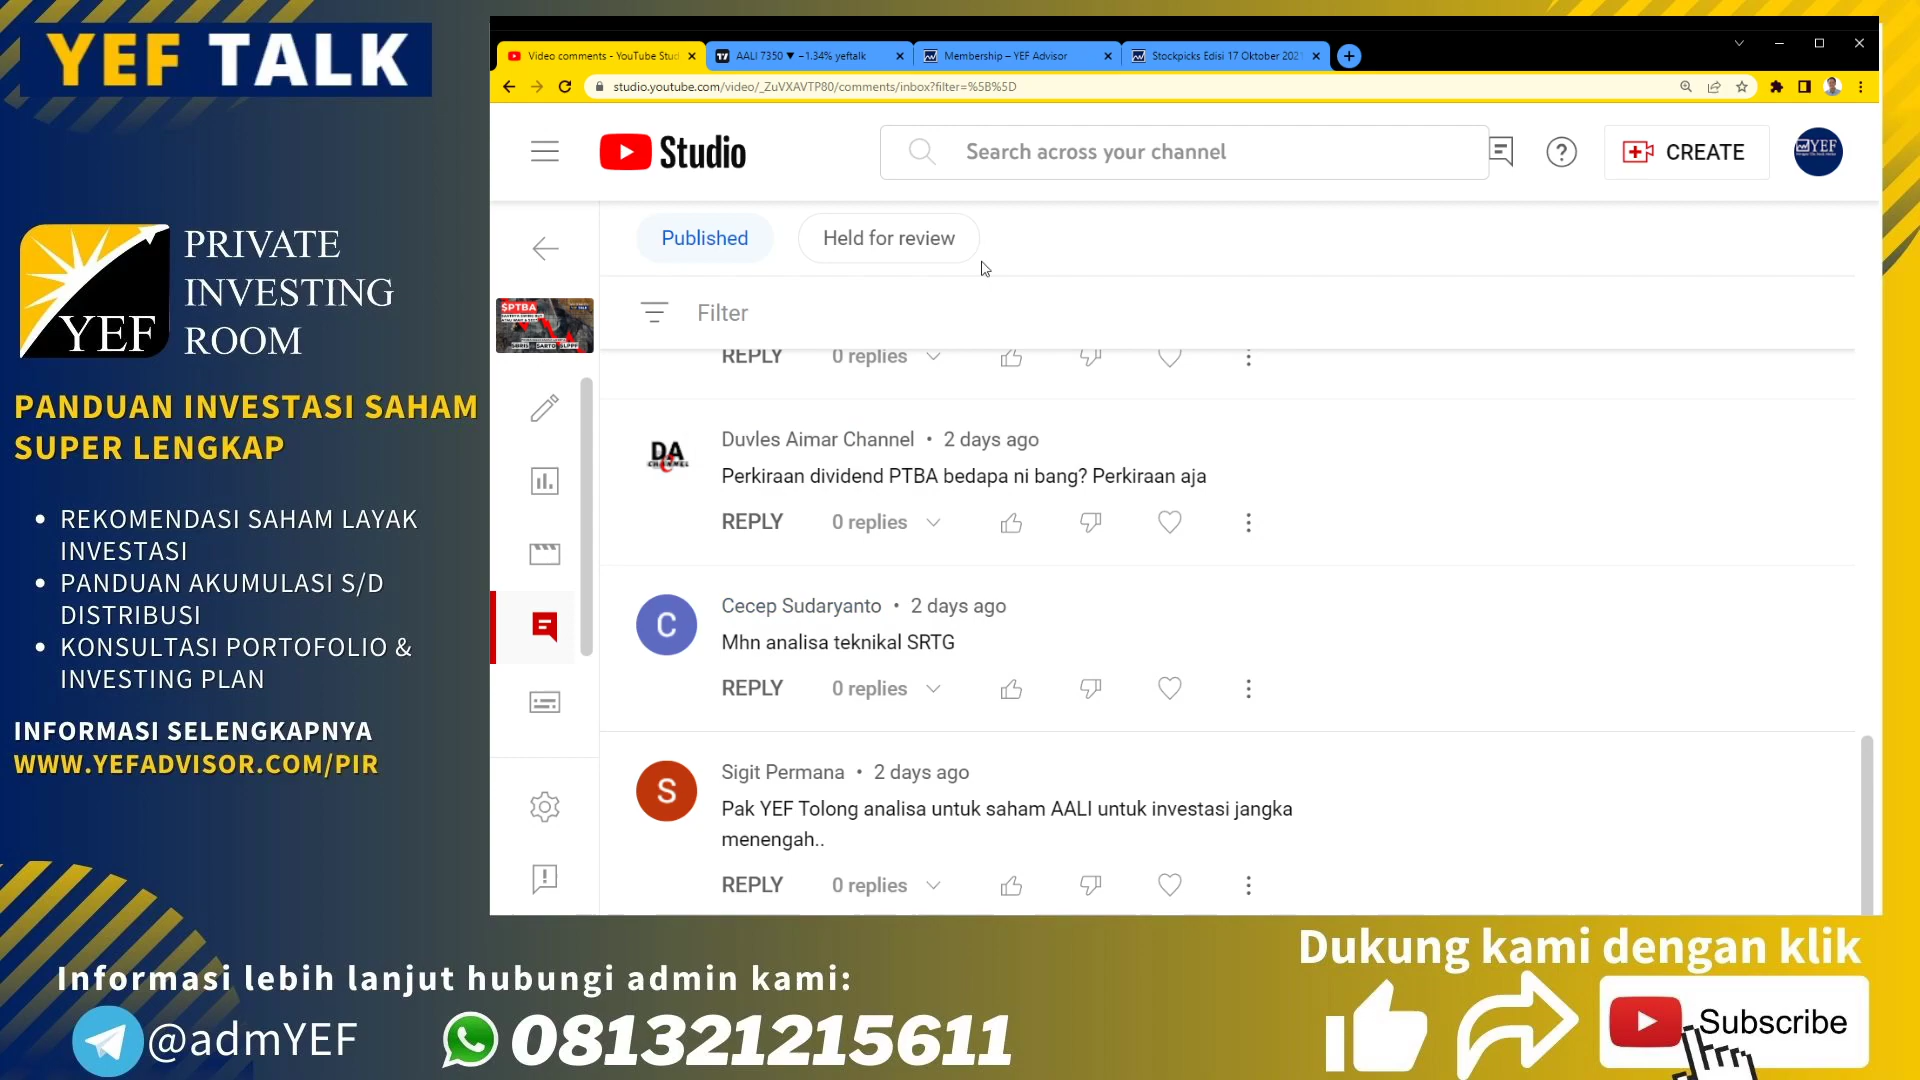 YEF TALK
PRIVATE
INVESTING
ROOM
YEF
PANDUAN INVESTASI SAHAM
SUPER LENGKAP
• REKOMENDASI SAHAM LAYAK
INVESTASI
• PANDUAN AKUMULASI S/D
DISTRIBUSI
• KONSULTASI PORTOFOLIO &
INVESTING PLAN
INFORMASI SELENGKAPNYA
WWW.YEFADVISOR.COM/PIR
Video comments - YouTube Stud
AALI 7350 ▼ −1.34% yeftalk
Membership – YEF Advisor
Stockpicks Edisi 17 Oktober 202
studio.youtube.com/video/_ZuVXAVTP80/comments/inbox?filter=%5B%5D
Studio
Search across your channel
CREATE
YEF
Published
Held for review
$PTBA
Filter
REPLY 0 replies
DA
CHANNEL
Duvles Aimar Channel • 2 days ago
Perkiraan dividend PTBA bedapa ni bang? Perkiraan aja
REPLY 0 replies
C
Cecep Sudaryanto • 2 days ago
Mhn analisa teknikal SRTG
REPLY 0 replies
S
Sigit Permana • 2 days ago
Pak YEF Tolong analisa untuk saham AALI untuk investasi jangka
menengah..
REPLY 0 replies
Informasi lebih lanjut hubungi admin kami:
@admYEF
081321215611
Dukung kami dengan klik
Subscribe